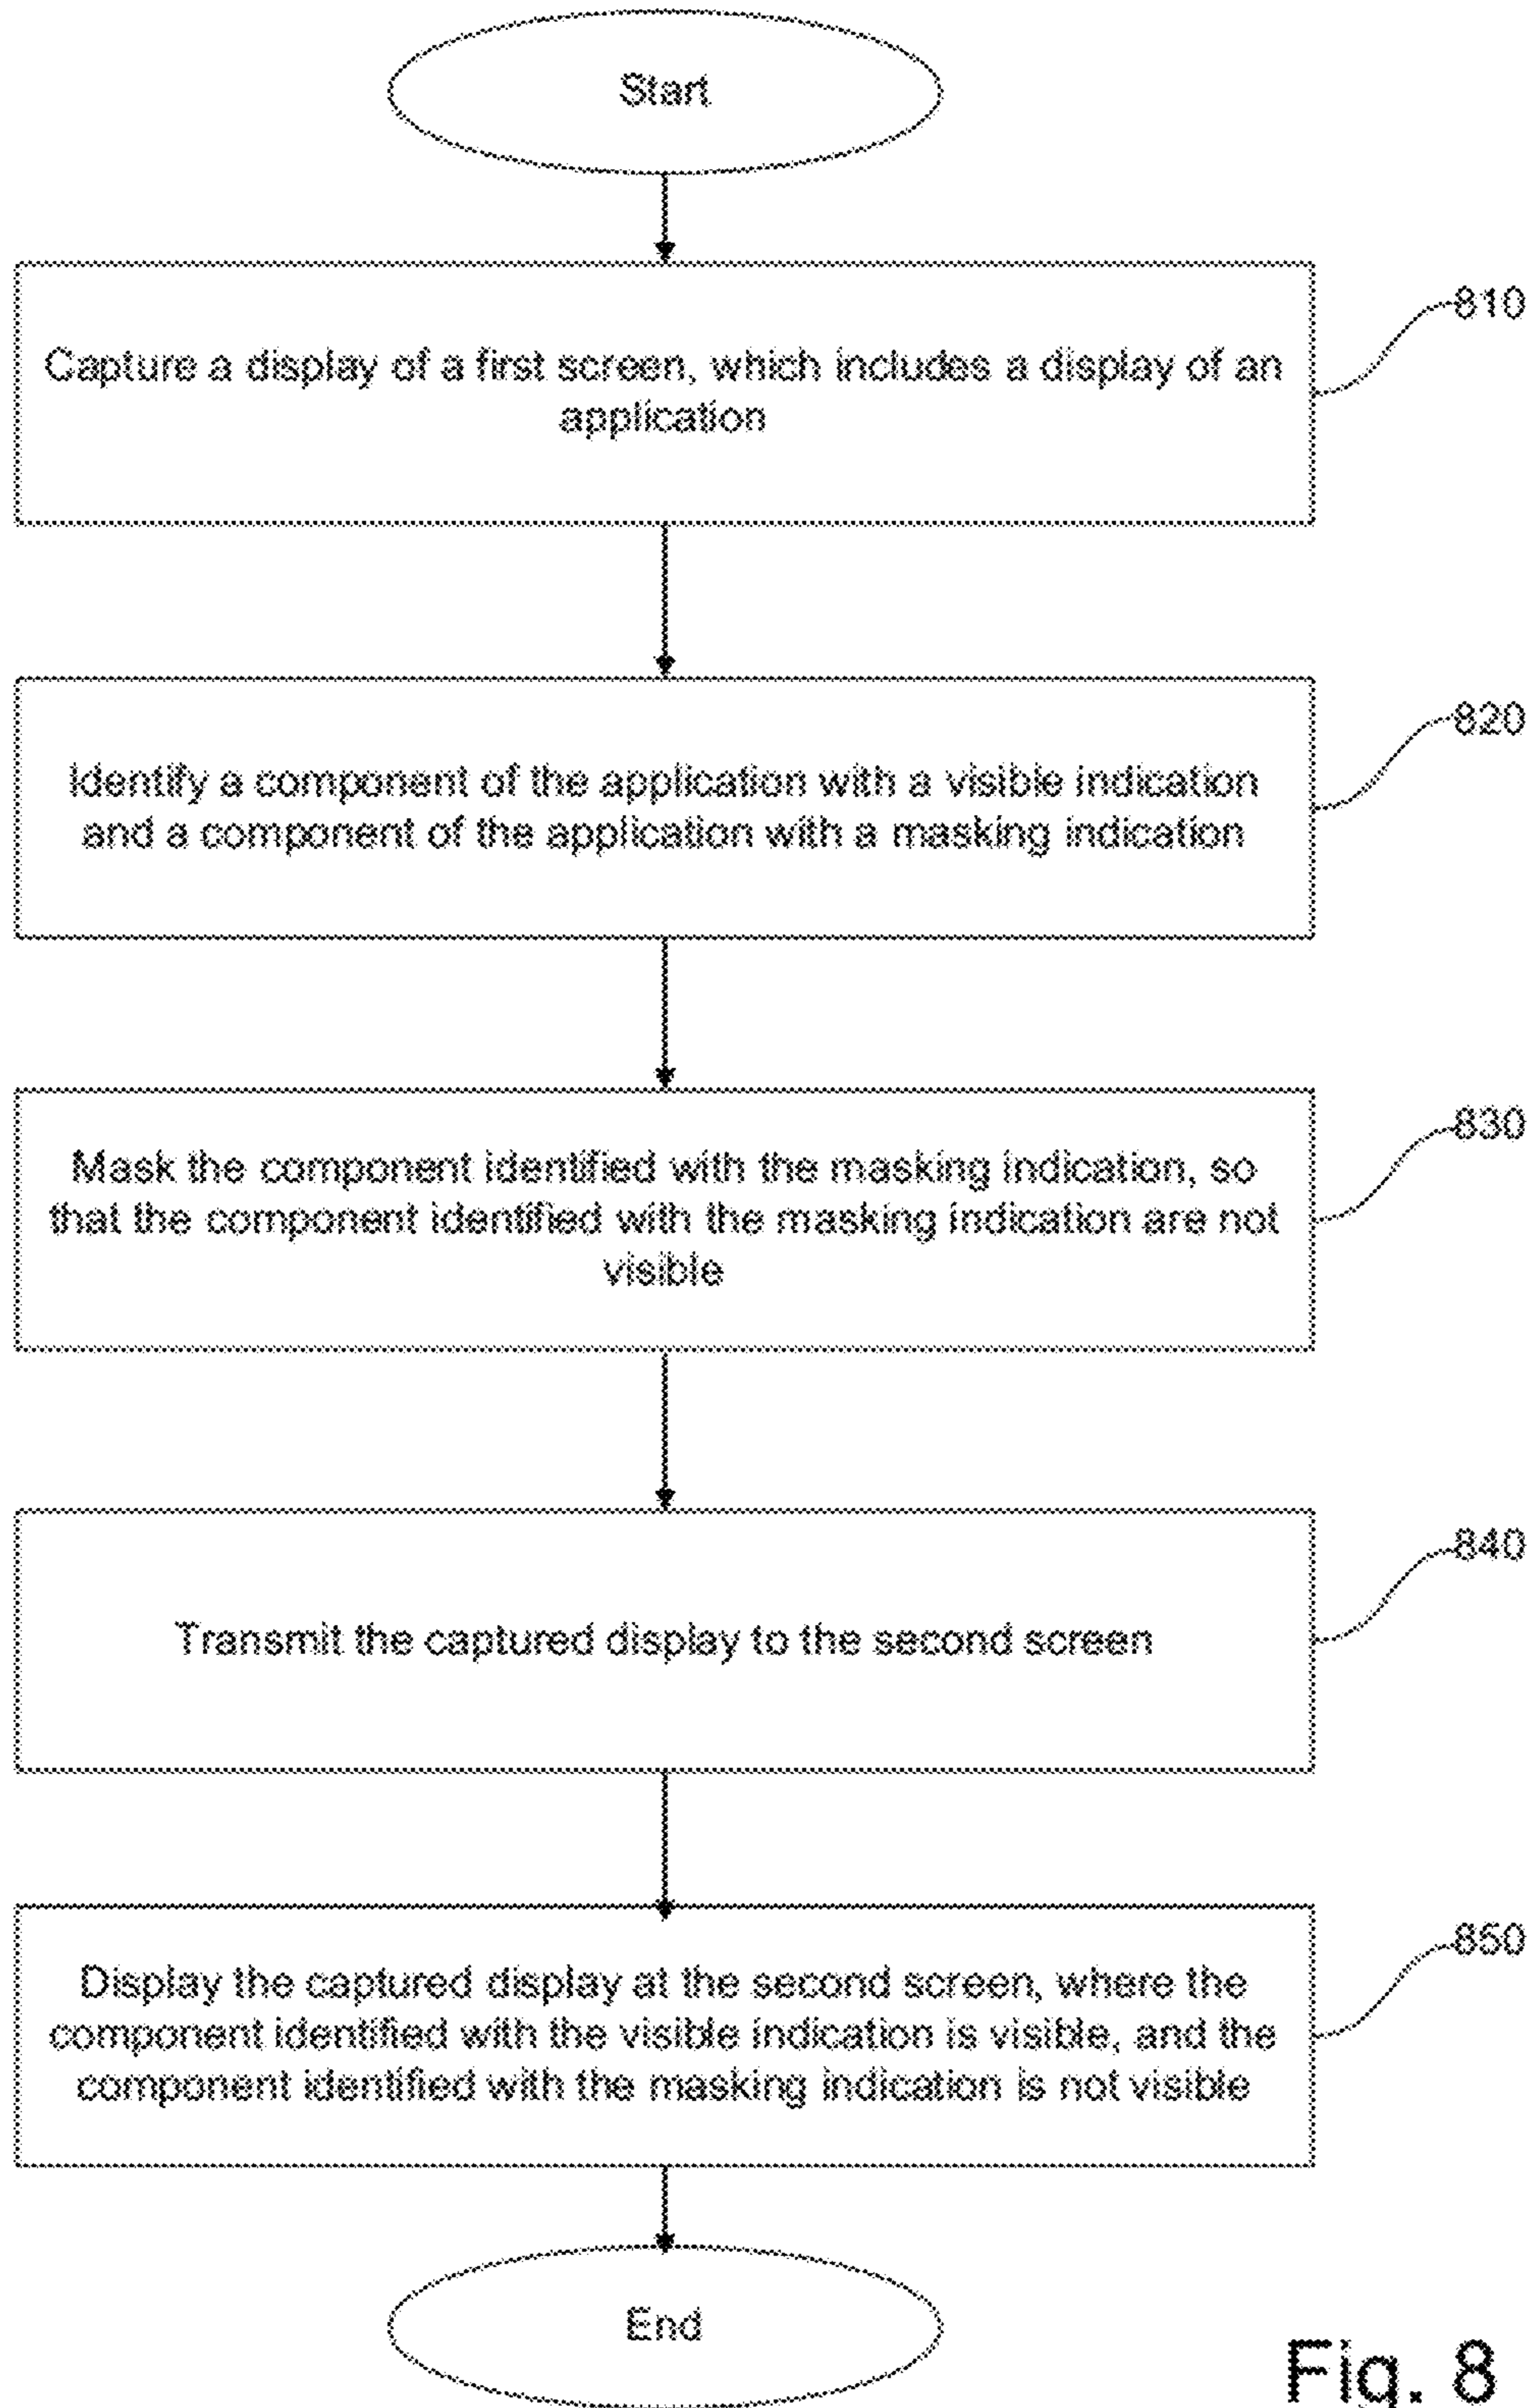 Start
810
Capture a display of a first screen, which includes a display of an
application
820
Identify a component of the application with a visible indication
and a component of the application with a masking indication
830
Mask the component identified with the masking indication, so
that the component identified with the masking indication are not
visible
840
Transmit the captured display to the second screen
850
Display the captured display at the second screen, where the
component identified with the visible indication is visible, and the
component identified with the masking indication is not visible
End
Fig. 8